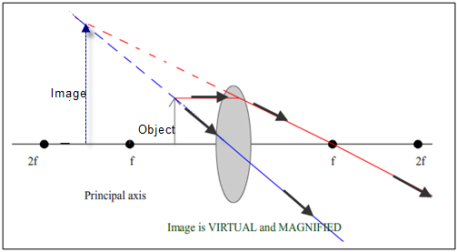 Image
Object
2f f f 2f
Principal axis
Image is VIRTUAL and MAGNIFIED